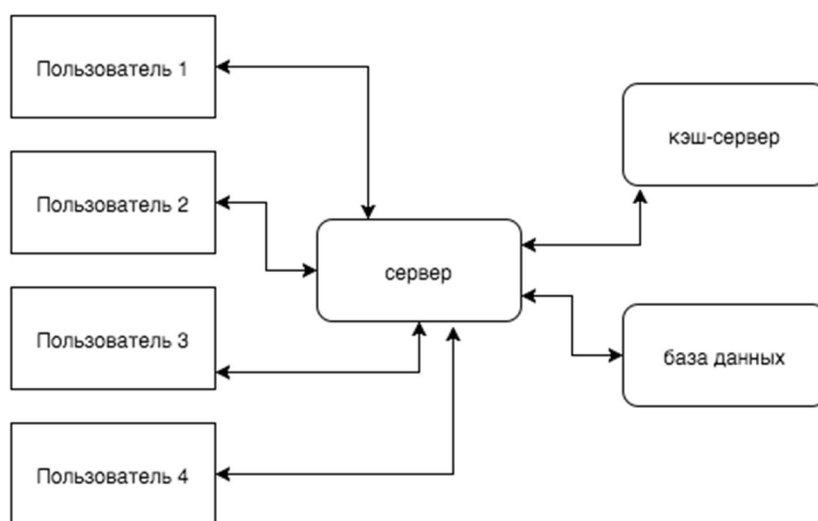 Пользователь 1
Пользователь 2
Пользователь 3
Пользователь 4
сервер
кэш-сервер
база данных